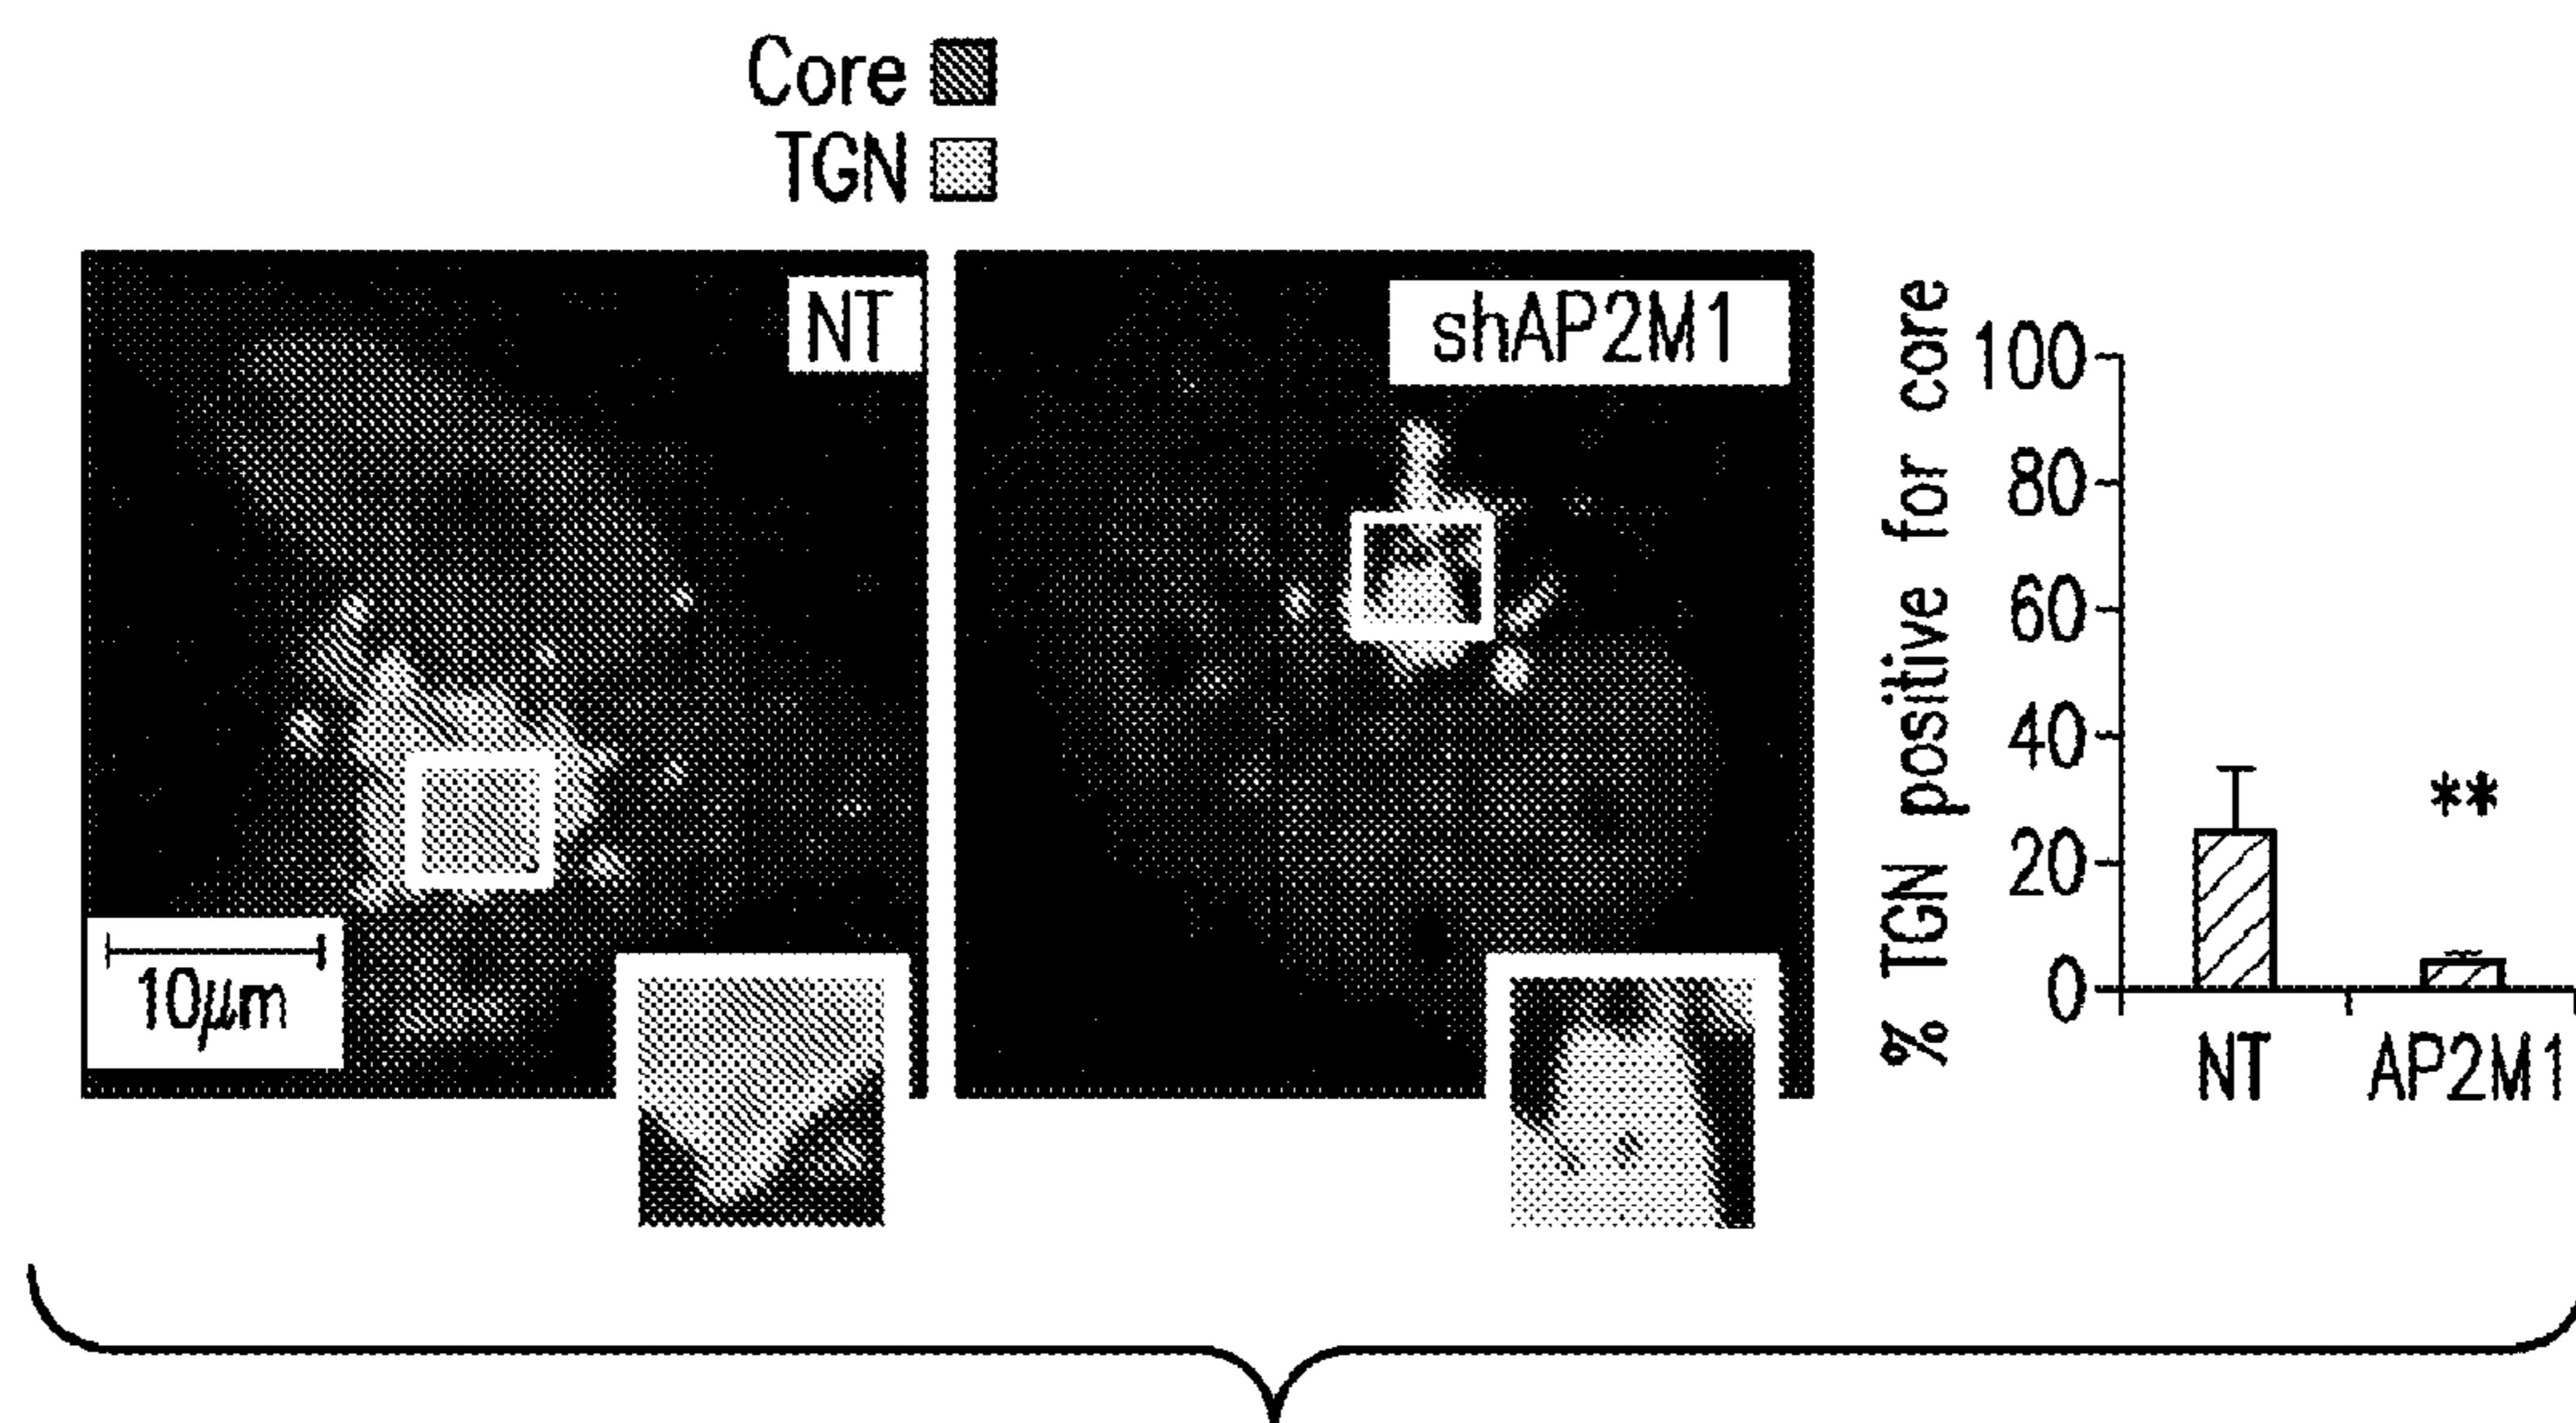 Core
TGN
NT
shAP2M1
10μm
% TGN positive for core
100
80
60
40
20
0
**
NT
AP2M1